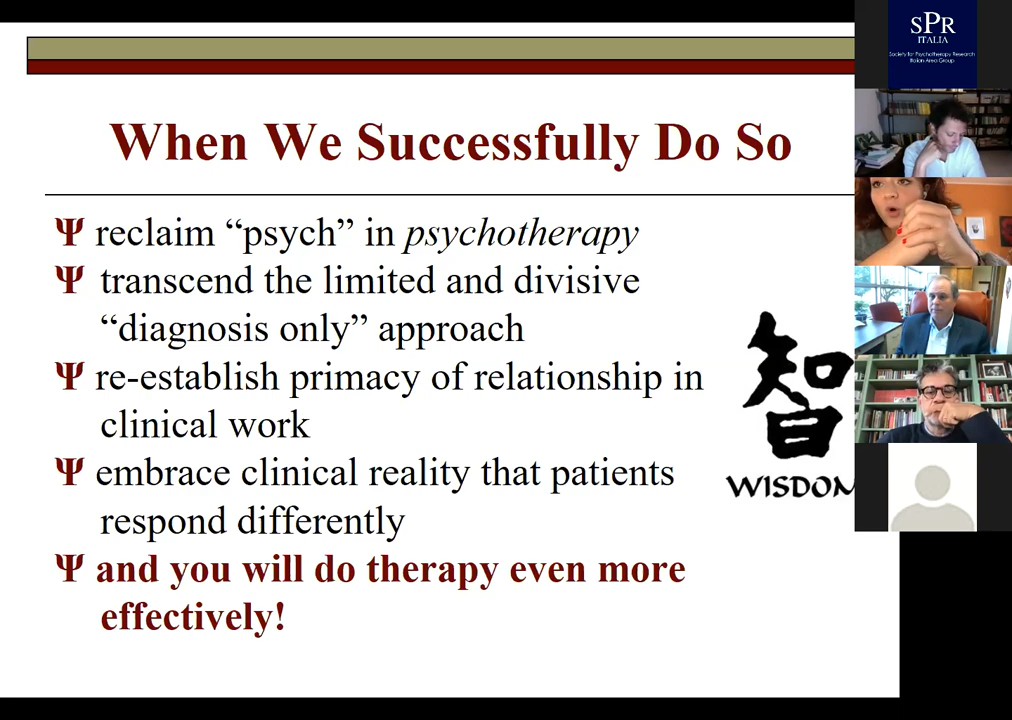 When We Successfully Do So
Ψ reclaim “psych” in psychotherapy
Ψ transcend the limited and divisive
“diagnosis only” approach
Ψ re-establish primacy of relationship in
clinical work
Ψ embrace clinical reality that patients
respond differently
Ψ and you will do therapy even more
effectively!
智
WISDOM
SPR
ITALIA
Society for Psychotherapy Research
Italian Area Group